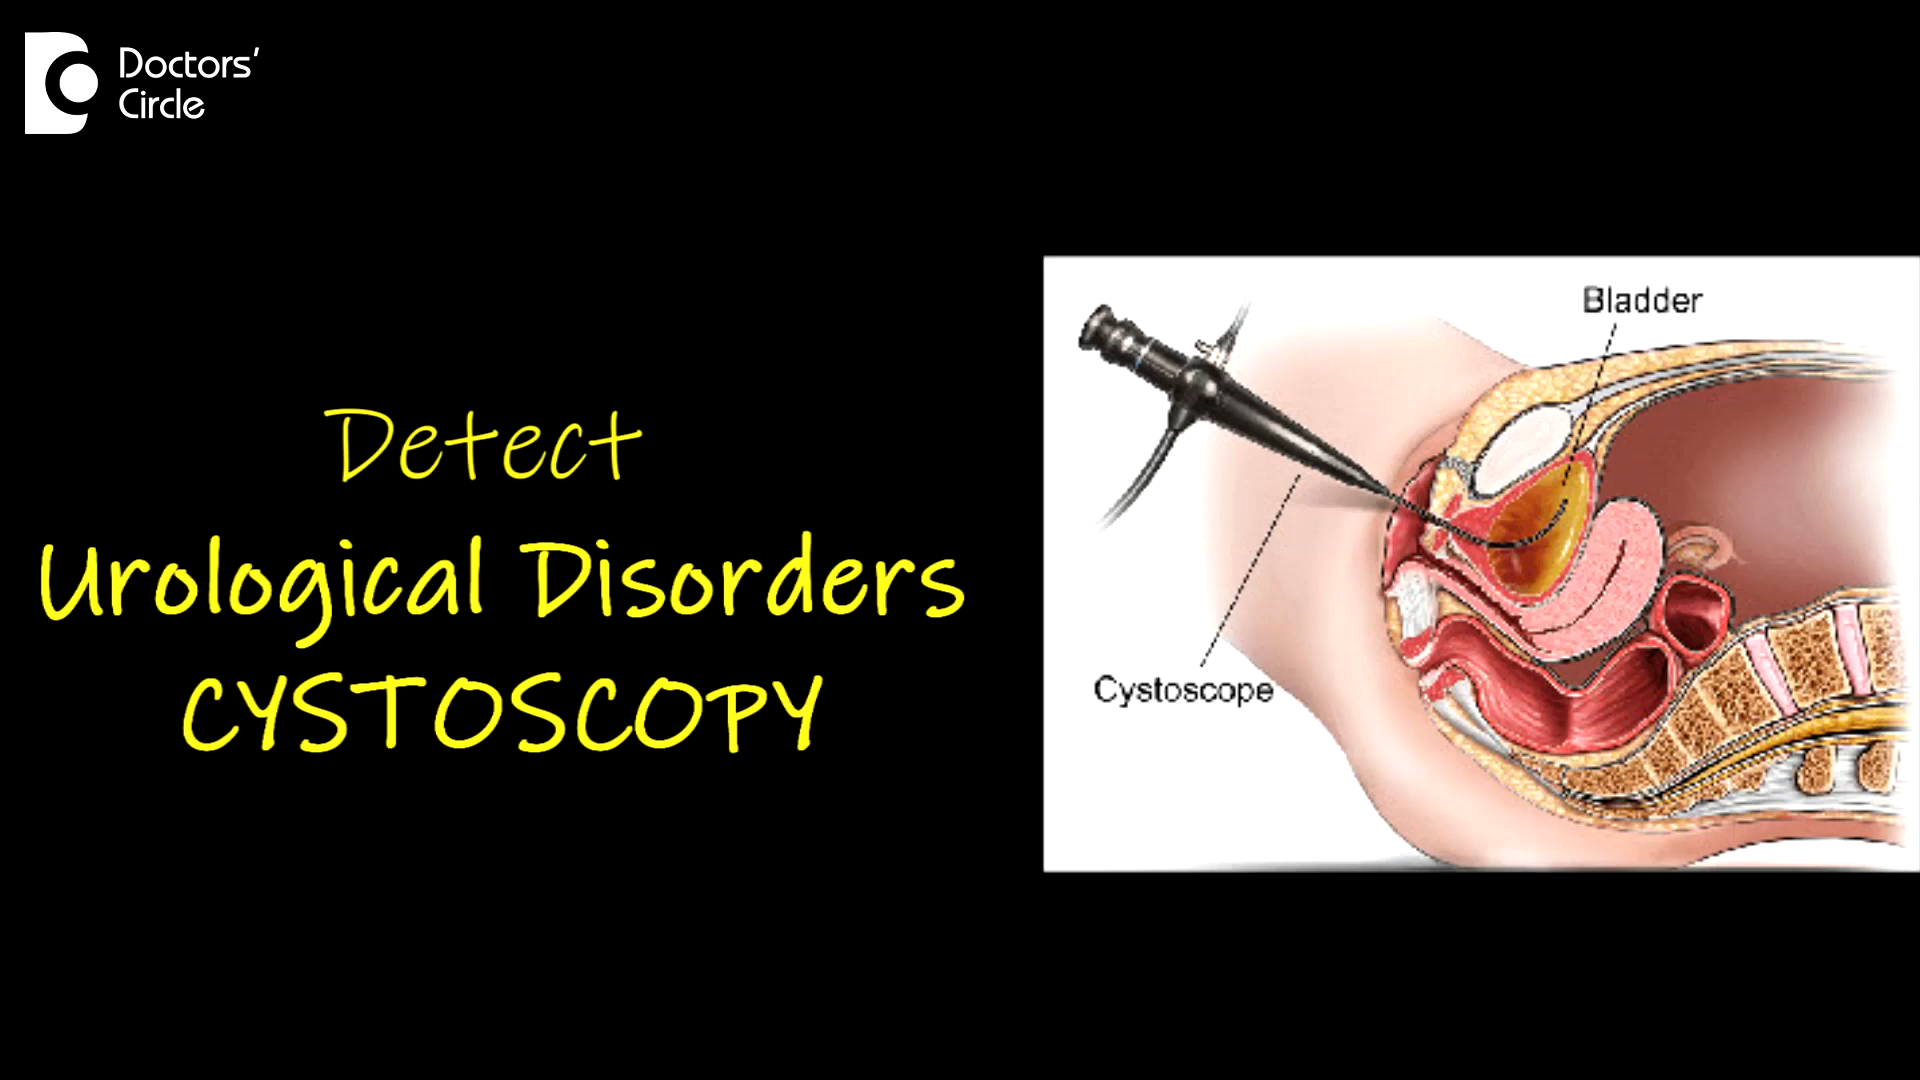 Doctors'
Circle
Detect
Urological Disorders
CYSTOSCOPY
Bladder
Cystoscope